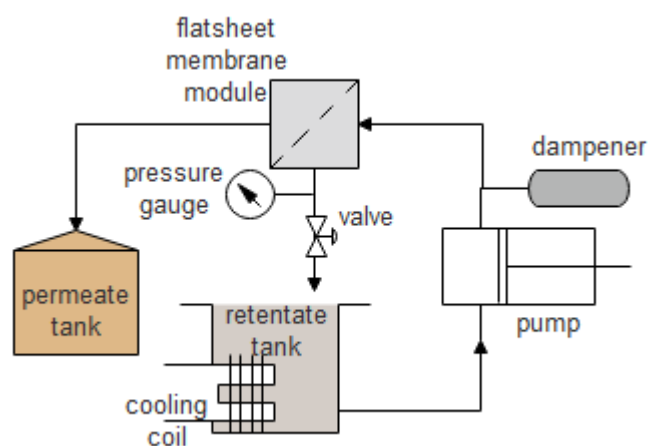 flatsheet
membrane
module
dampener
pressure
gauge
valve
permeate
tank
retentate
tank
pump
cooling
coil